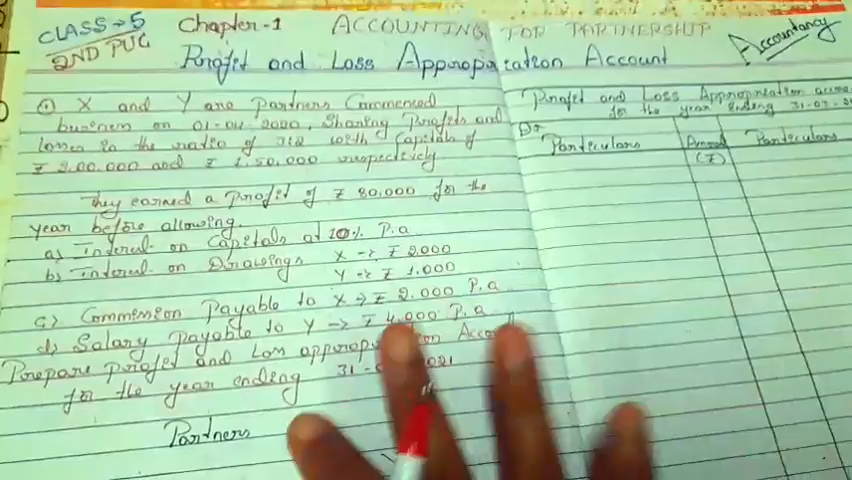 CLASS → 5
2ND PUC
Chapter-1 ACCOUNTING FOR PARTNERSHIP
Accountancy
Profit and Loss Appropriation Account
① X and Y are Partners Commenced
business on 01-04-2020, Sharing Profits and
losses in the ratio of with Capitals of
₹ 2,00,000 and ₹ 1,50,000 respectively
They earned a Profit of ₹ 80,000 for the
year before allowing.
a) Interest on Capitals at 10% P.a
b) Interest on Drawings X → ₹ 2,000
Y → ₹ 1,000
c) Commission Payable to X → ₹ 2,000 P.a
d) Salary Payable to Y → ₹ 4,000 P.a
Prepare Profit and Loss
for the year ending 31-
Partners
Profit and Loss Appropriation
for the year ending 31-03-
Dr
Particulars Amount Particulars
(₹)